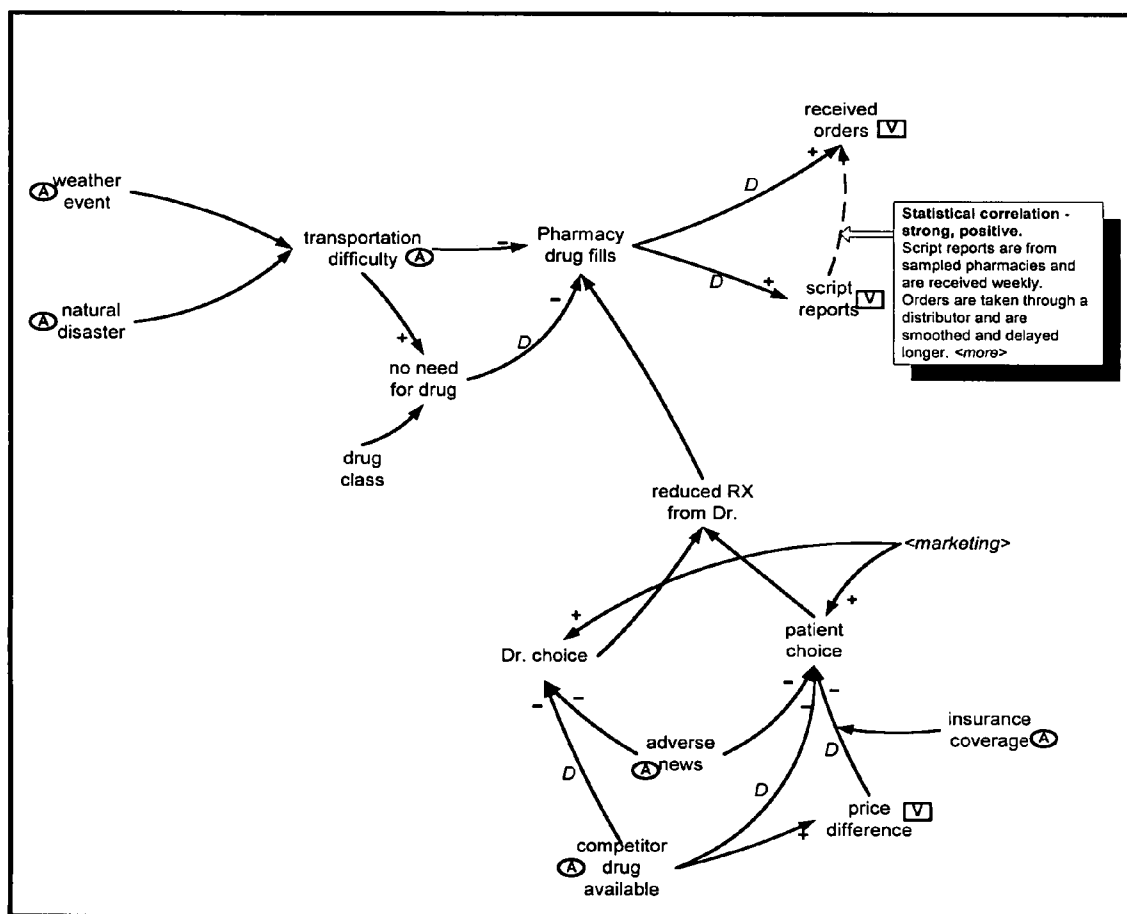 received
orders V
+
D
A weather
event
Statistical correlation -
strong, positive.
Script reports are from
sampled pharmacies and
are received weekly.
Orders are taken through a
distributor and are
smoothed and delayed
longer. <more>
transportation
difficulty A
-
Pharmacy
drug fills
D
+
script
reports V
A natural
disaster
+
-
D
no need
for drug
drug
class
reduced RX
from Dr.
<marketing>
+
+
Dr. choice
patient
choice
-
-
-
-
-
adverse
A news
insurance
coverage A
D
D
D
price V
difference
+
competitor
A drug
available